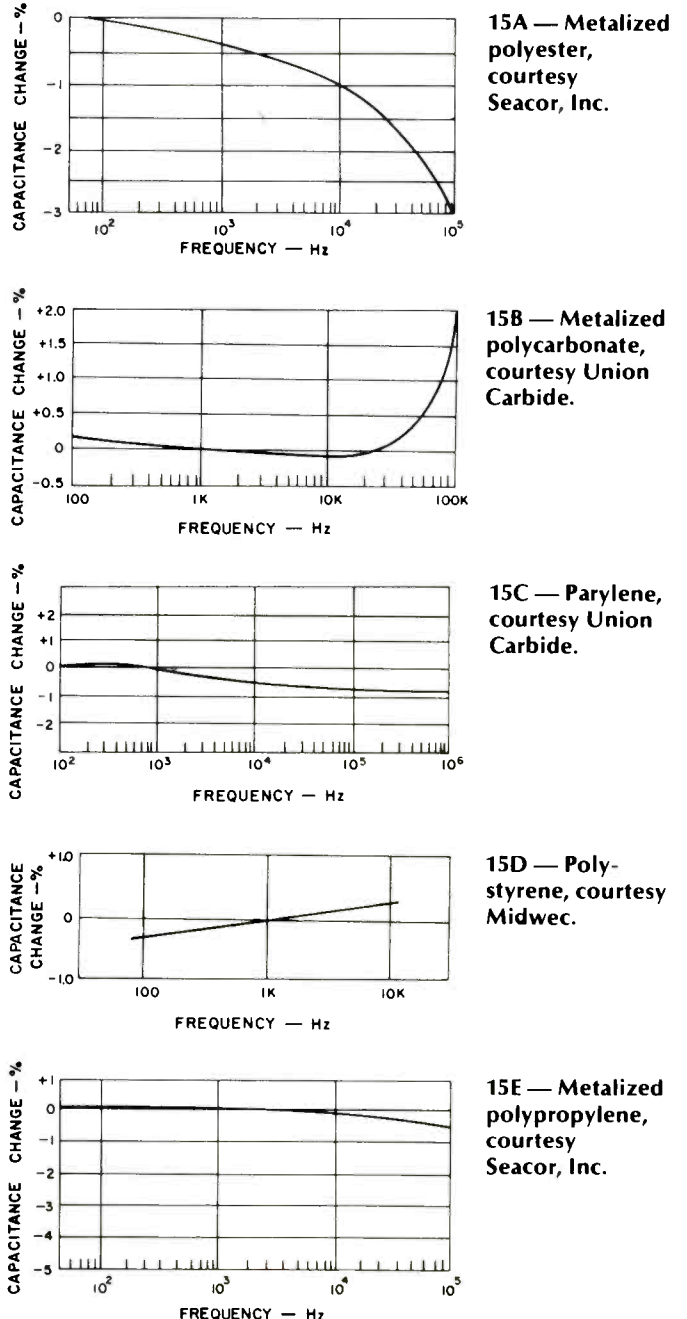 CAPACITANCE CHANGE – %
0
-1
-2
-3
10²
10³
10⁴
10⁵
FREQUENCY — Hz
15A — Metalized
polyester,
courtesy
Seacor, Inc.
CAPACITANCE CHANGE – %
+2.0
+1.5
+1.0
+0.5
0
-0.5
100
1K
10K
100K
FREQUENCY — Hz
15B — Metalized
polycarbonate,
courtesy Union
Carbide.
CAPACITANCE CHANGE – %
+2
+1
0
-1
-2
10²
10³
10⁴
10⁵
10⁶
FREQUENCY — Hz
15C — Parylene,
courtesy Union
Carbide.
CAPACITANCE
CHANGE –%
+1.0
0
-1.0
100
1K
10K
FREQUENCY — Hz
15D — Poly-
styrene, courtesy
Midwec.
CAPACITANCE CHANGE – %
+1
0
-1
-2
-3
-4
-5
10²
10³
10⁴
10⁵
FREQUENCY — Hz
15E — Metalized
polypropylene,
courtesy
Seacor, Inc.